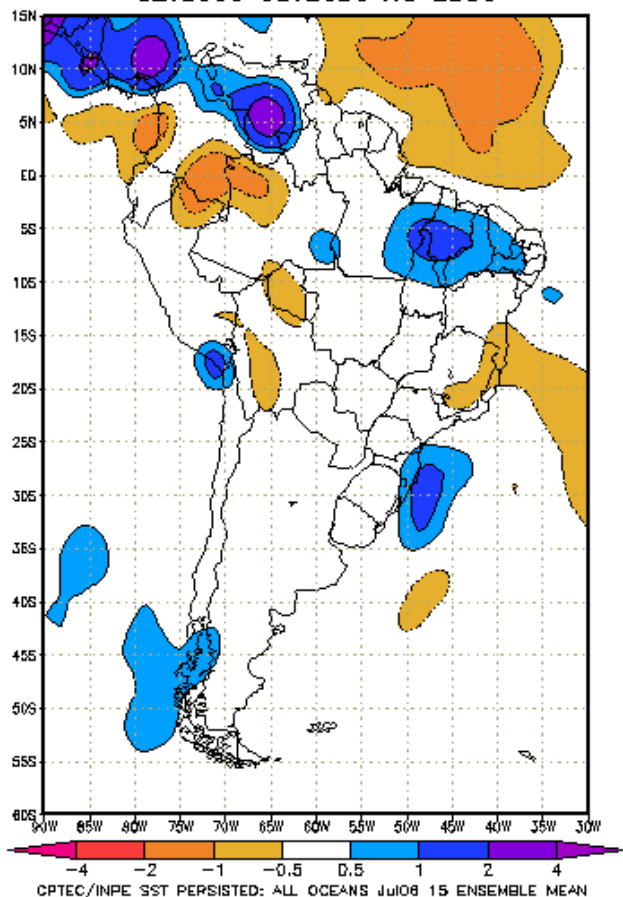 15N
10N
5N
EQ
5S
10S
15S
20S
25S
30S
35S
40S
45S
50S
55S
60S
90W 85W 80W 75W 70W 65W 60W 55W 50W 45W 40W 35W 30W
-4 -2 -1 -0.5 0.5 1 2 4
CPTEC/INPE SST PERSISTED: ALL OCEANS Jul08 15 ENSEMBLE MEAN